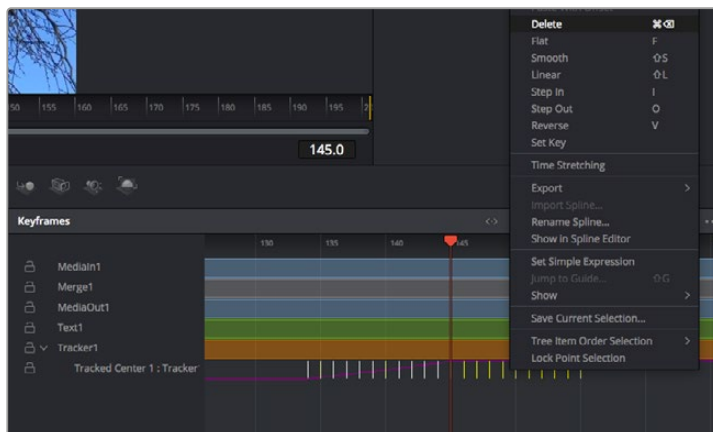 Delete ⌘⌫
Flat F
Smooth ⇧S
Linear ⇧L
Step In I
Step Out O
Reverse V
Set Key
Time Stretching
Export >
Import Spline...
Rename Spline...
Show in Spline Editor
Set Simple Expression
Jump to Guide... ⇧G
Show >
Save Current Selection...
Tree Item Order Selection >
Lock Point Selection
50 155 160 165 170 175 180 185 190 195
145.0
Keyframes
130 135 140 145
MediaIn1
Merge1
MediaOut1
Text1
Tracker1
Tracked Center 1 : Tracker